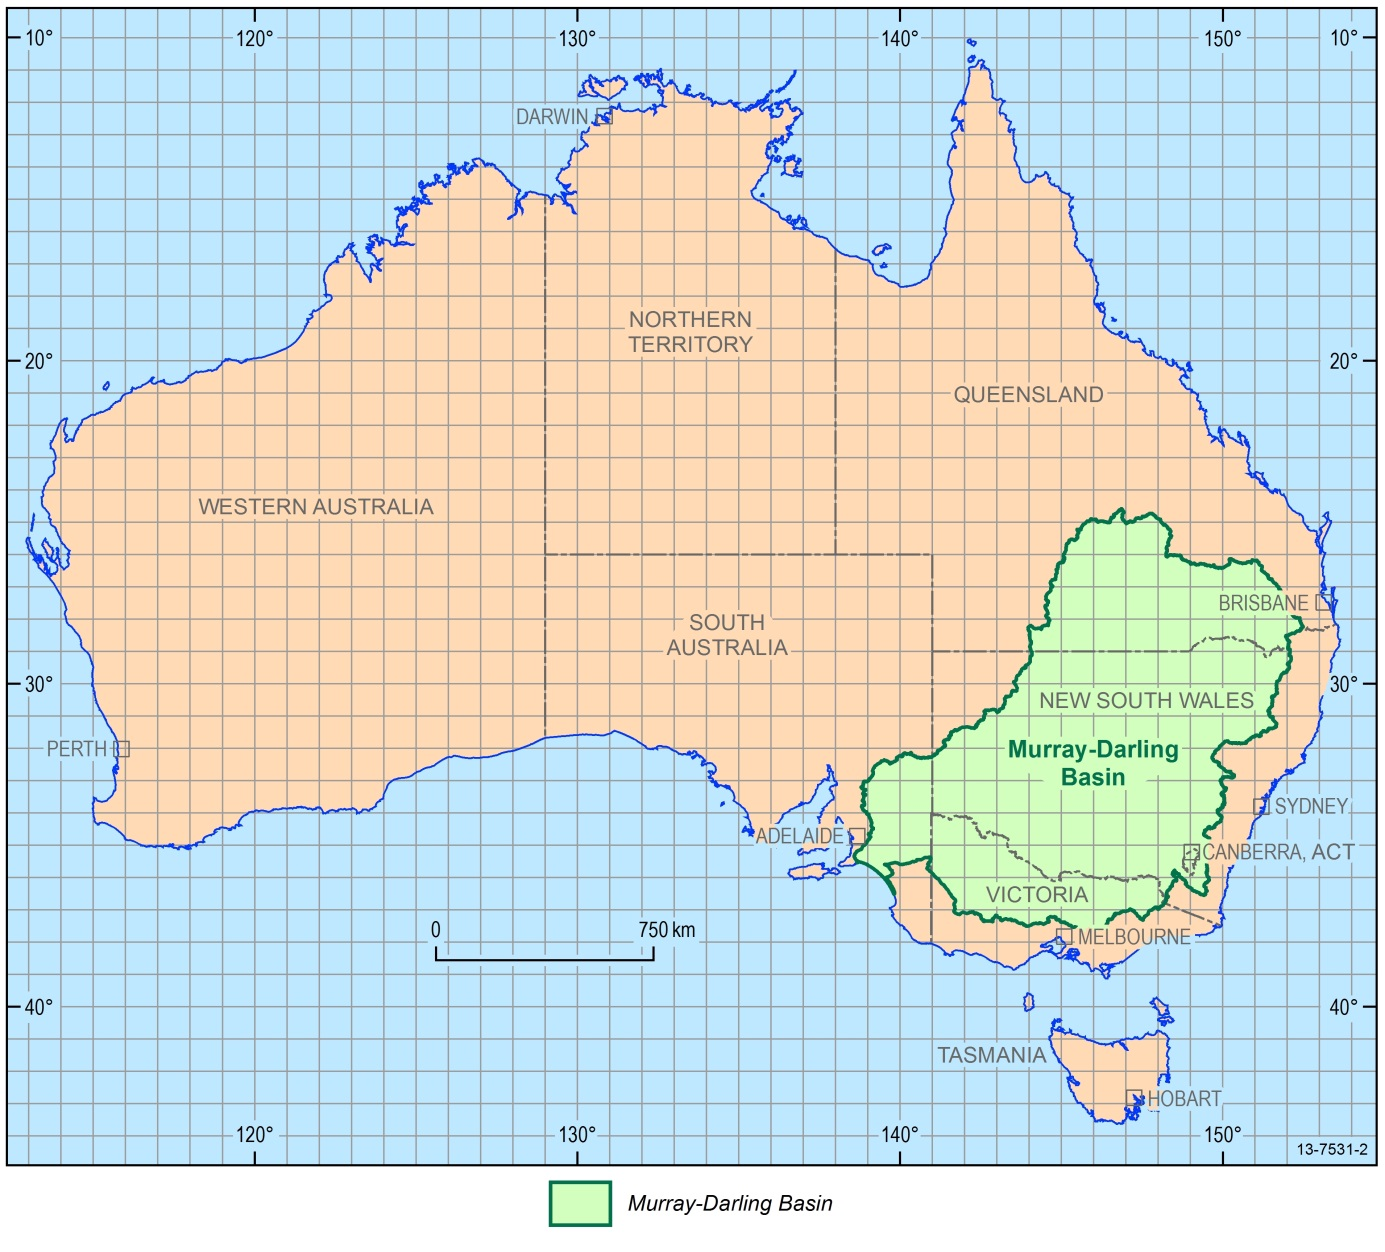 10°
120°
130°
140°
150°
10°
DARWIN
NORTHERN
TERRITORY
20°
20°
QUEENSLAND
WESTERN AUSTRALIA
BRISBANE
SOUTH
AUSTRALIA
30°
30°
NEW SOUTH WALES
PERTH
Murray-Darling
Basin
SYDNEY
ADELAIDE
CANBERRA, ACT
VICTORIA
0
750 km
MELBOURNE
40°
40°
TASMANIA
HOBART
120°
130°
140°
150°
13-7531-2
Murray-Darling Basin